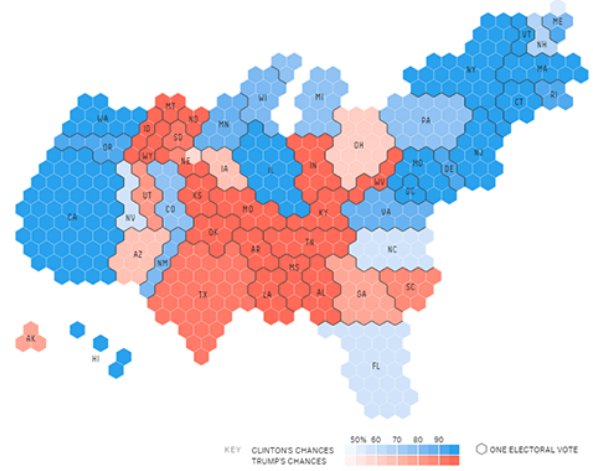 ME
VT
NH
NY
MA
WI
MI
RI
CT
MT
WA
ND
PA
MN
ID
SD
OR
OH
NJ
WY
NE
MD
IN
IA
DE
IL
WV
DC
UT
KS
CO
MO
KY
VA
NV
OK
TN
AR
NC
AZ
NM
MS
TX
LA
AL
GA
SC
AK
HI
FL
50% 60 70 80 90
KEY CLINTON'S CHANCES
TRUMP'S CHANCES
ONE ELECTORAL VOTE